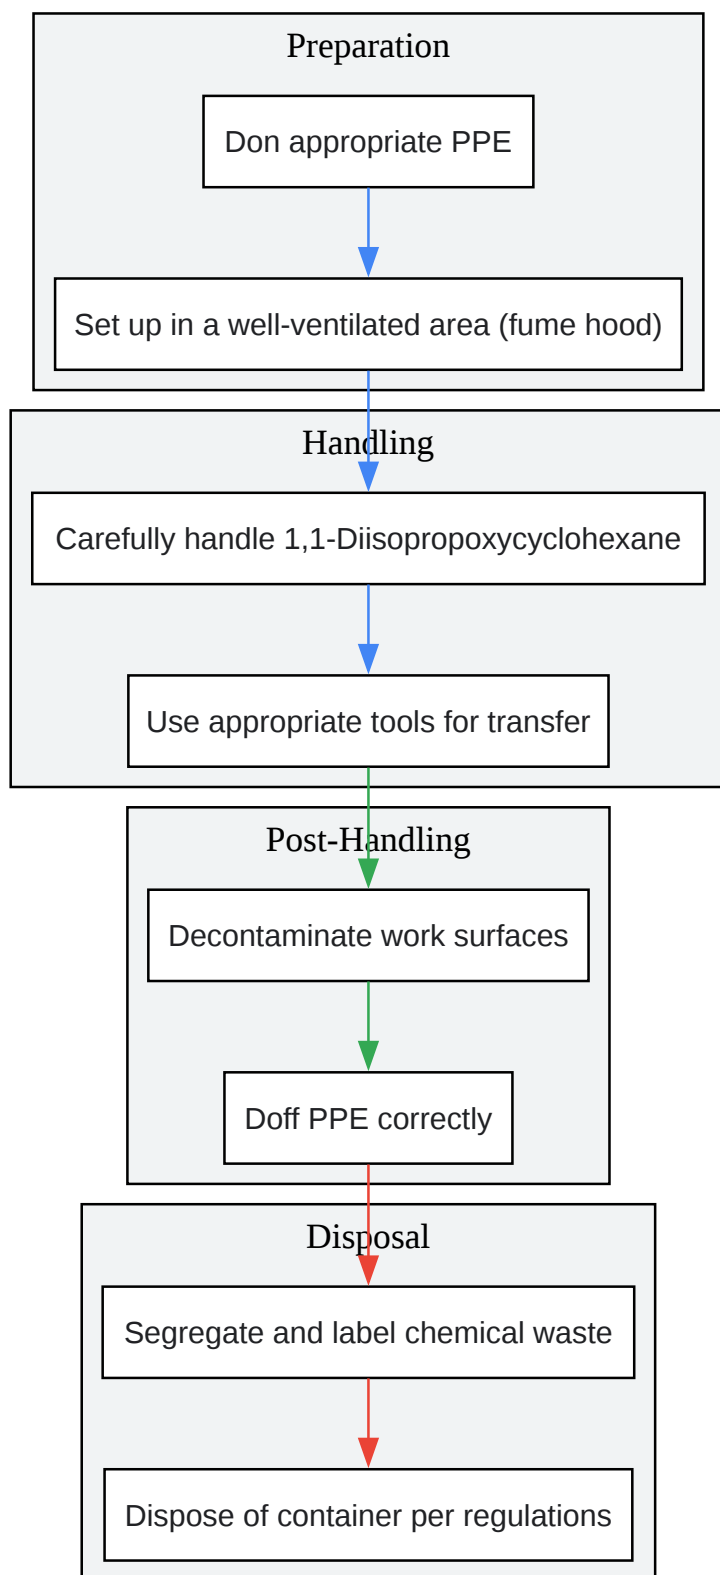 Preparation
Don appropriate PPE
Set up in a well-ventilated area (fume hood)
Handling
Carefully handle 1,1-Diisopropoxycyclohexane
Use appropriate tools for transfer
Post-Handling
Decontaminate work surfaces
Doff PPE correctly
Disposal
Segregate and label chemical waste
Dispose of container per regulations